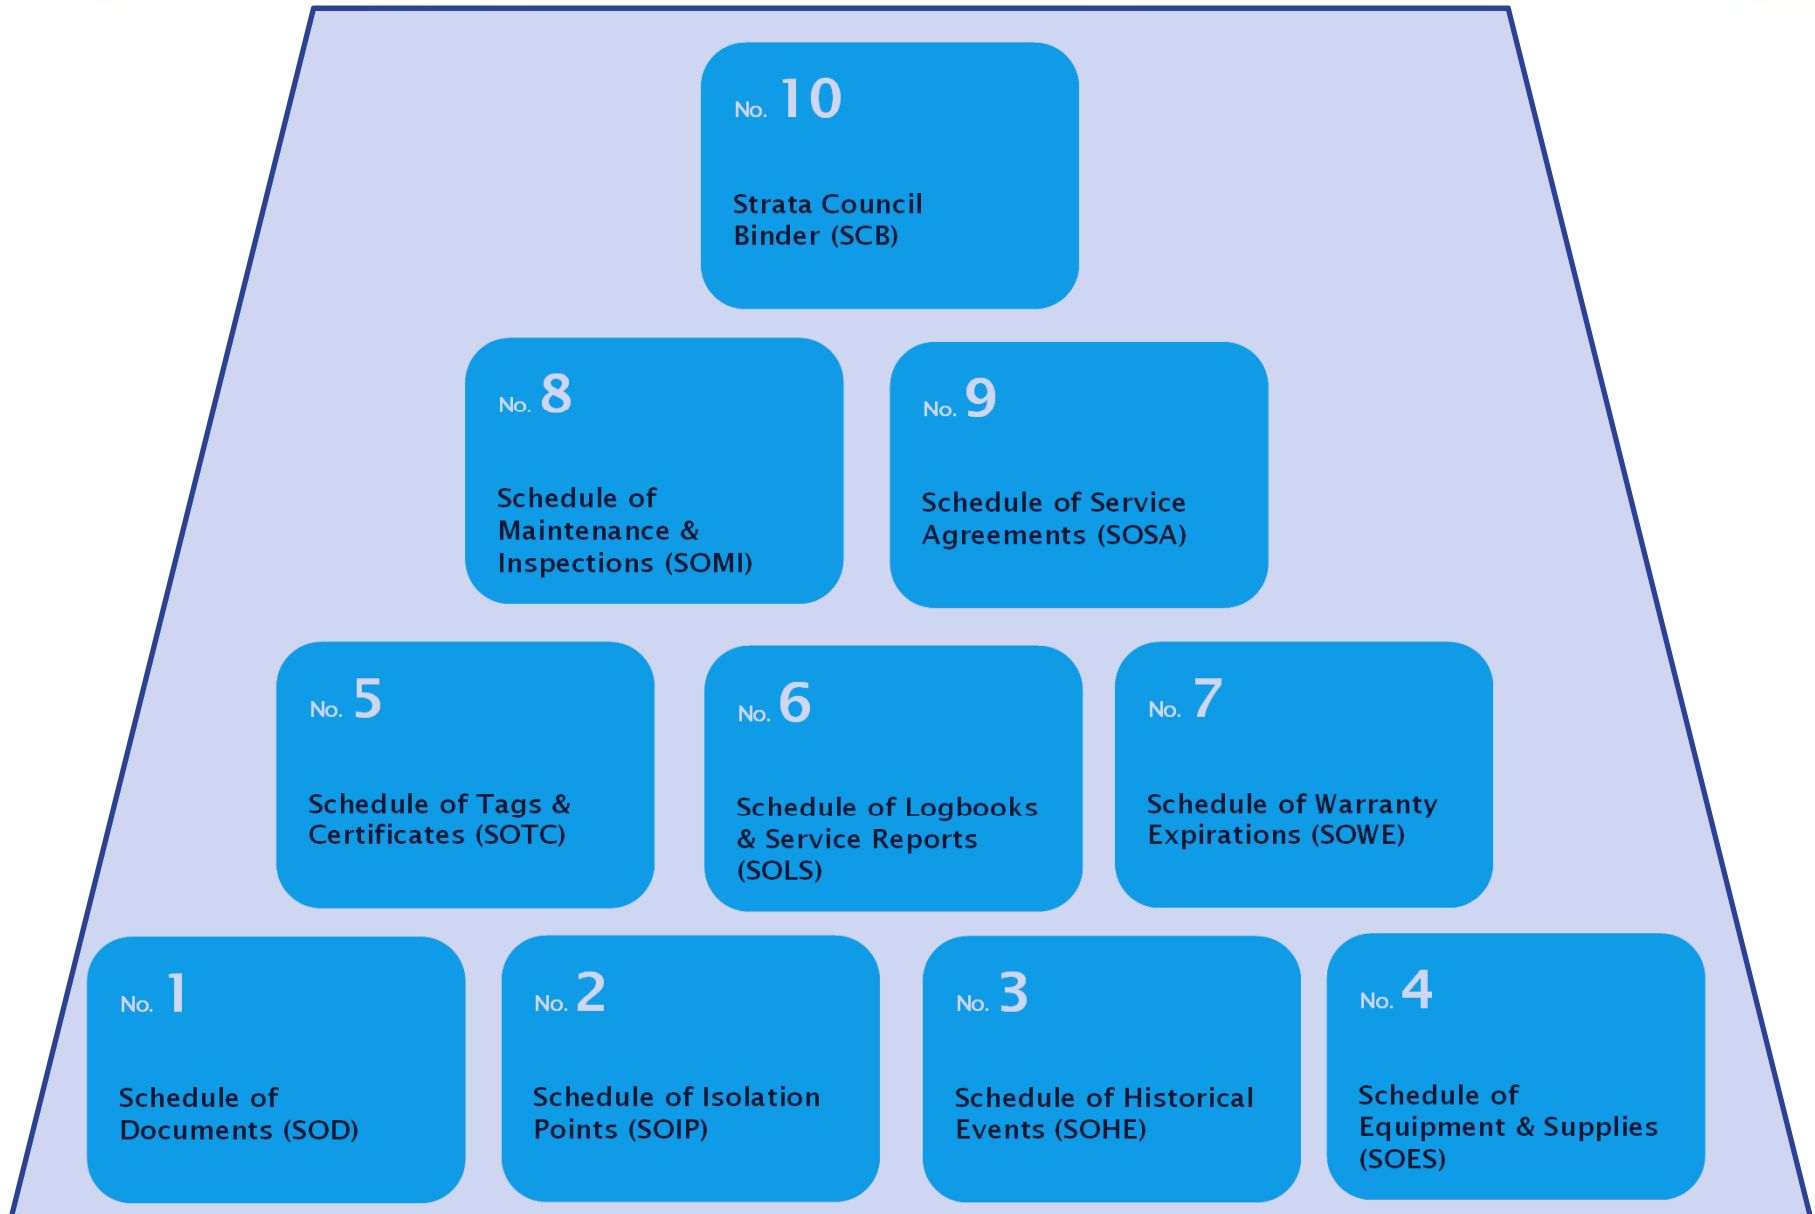 No. 10
Strata Council
Binder (SCB)
No. 8
Schedule of
Maintenance &
Inspections (SOMI)
No. 9
Schedule of Service
Agreements (SOSA)
No. 5
Schedule of Tags &
Certificates (SOTC)
No. 6
Schedule of Logbooks
& Service Reports
(SOLS)
No. 7
Schedule of Warranty
Expirations (SOWE)
No. 1
Schedule of
Documents (SOD)
No. 2
Schedule of Isolation
Points (SOIP)
No. 3
Schedule of Historical
Events (SOHE)
No. 4
Schedule of
Equipment & Supplies
(SOES)